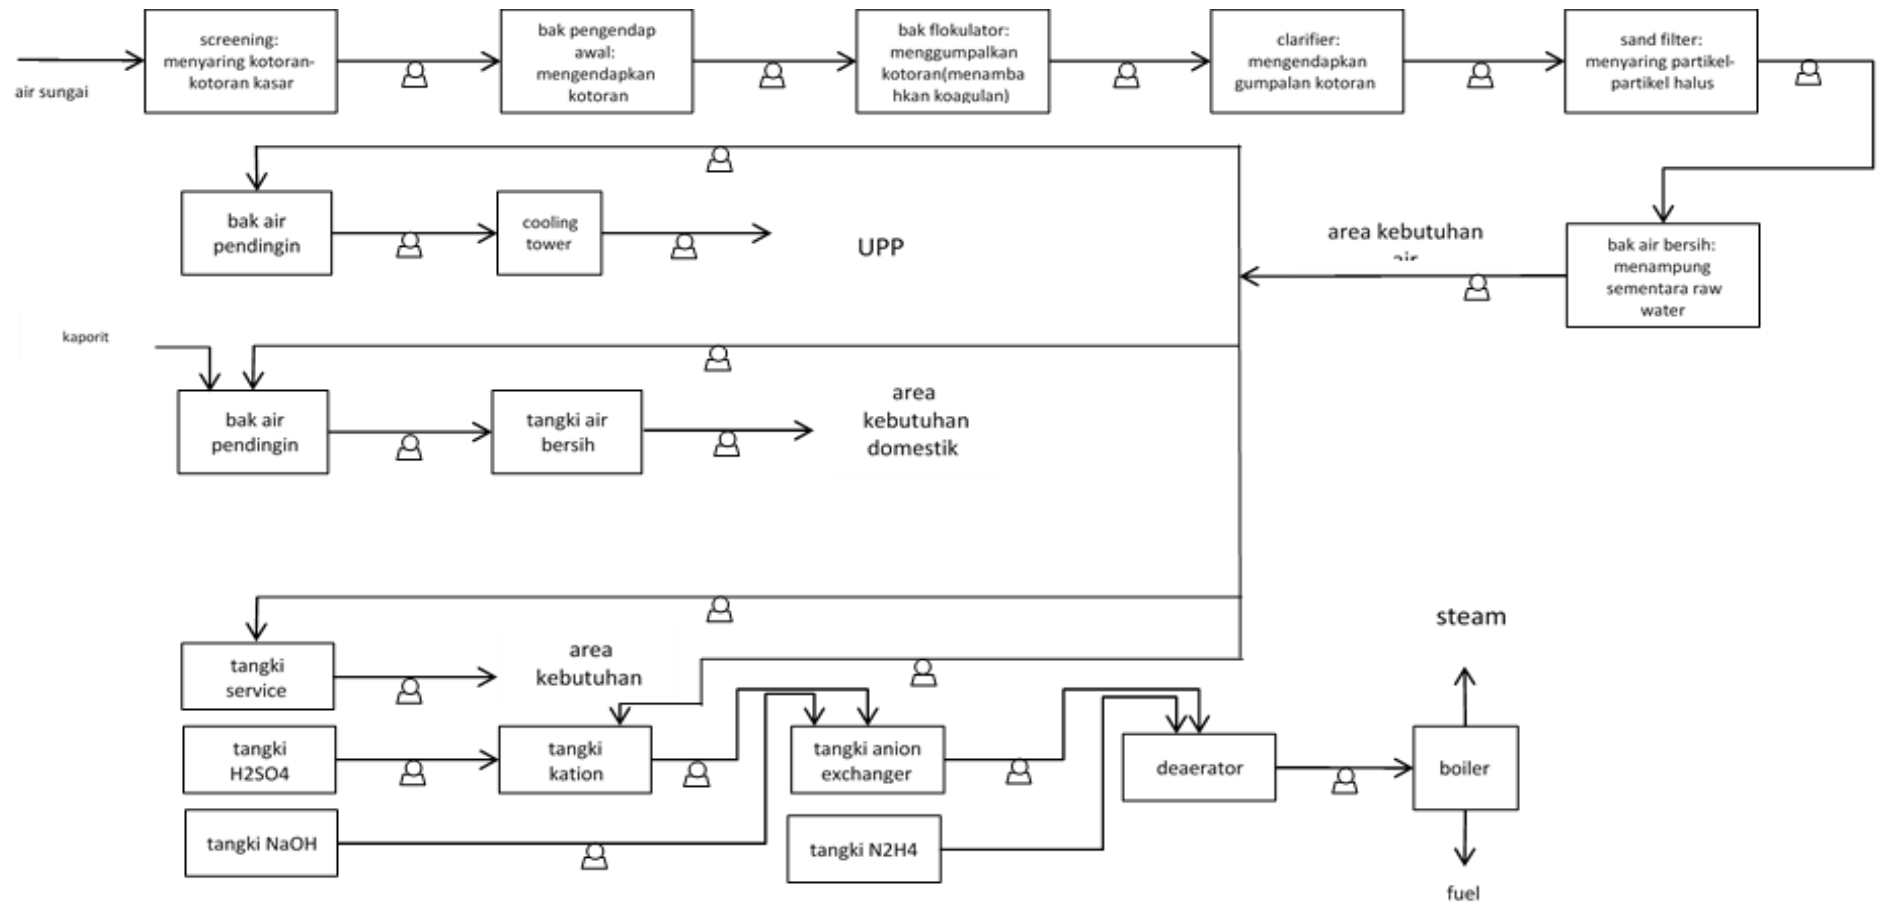 air sungai
screening:
menyaring kotoran-
kotoran kasar
bak pengendap
awal:
mengendapkan
kotoran
bak flokulator:
menggumpalkan
kotoran(menamba
hkan koagulan)
clarifier:
mengendapkan
gumpalan kotoran
sand filter:
menyaring partikel-
partikel halus
bak air
pendingin
cooling
tower
UPP
area kebutuhan
air
bak air bersih:
menampung
sementara raw
water
kaporit
bak air
pendingin
tangki air
bersih
area
kebutuhan
domestik
tangki
service
area
kebutuhan
steam
tangki
H2SO4
tangki
kation
tangki anion
exchanger
deaerator
boiler
tangki NaOH
tangki N2H4
fuel